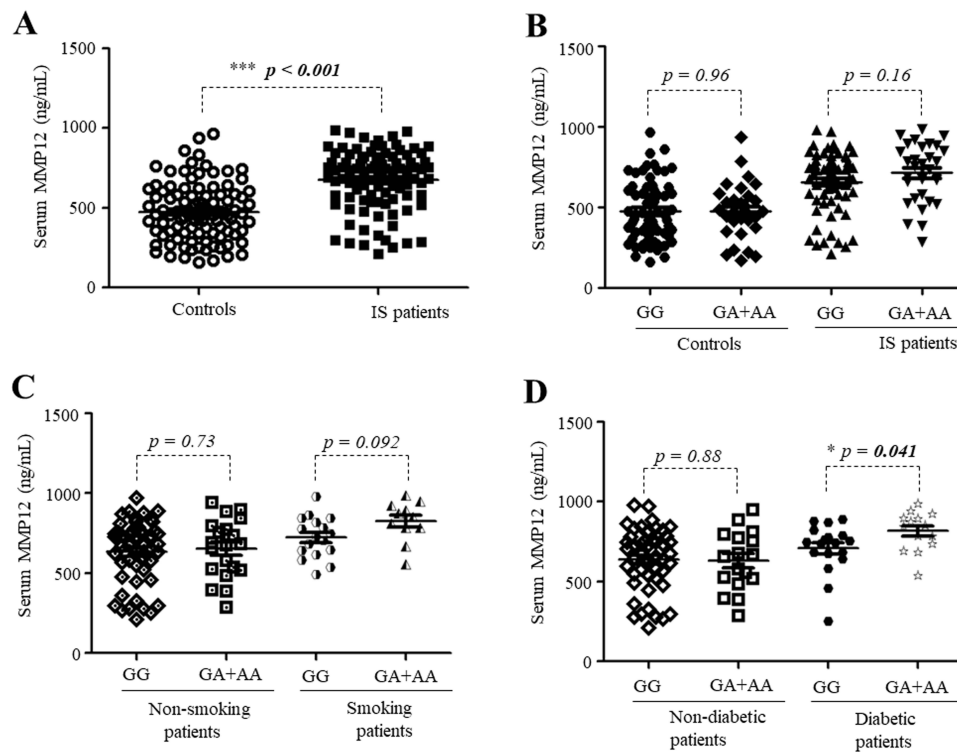 A
Serum MMP12 (ng/mL)
1500
1000
500
0
*** p < 0.001
Controls
IS patients
B
Serum MMP12 (ng/mL)
1500
1000
500
0
p = 0.96
p = 0.16
GG
GA+AA
GG
GA+AA
Controls
IS patients
C
Serum MMP12 (ng/mL)
1500
1000
500
0
p = 0.73
p = 0.092
GG
GA+AA
GG
GA+AA
Non-smoking
patients
Smoking
patients
D
Serum MMP12 (ng/mL)
1500
1000
500
0
p = 0.88
* p = 0.041
GG
GA+AA
GG
GA+AA
Non-diabetic
patients
Diabetic
patients